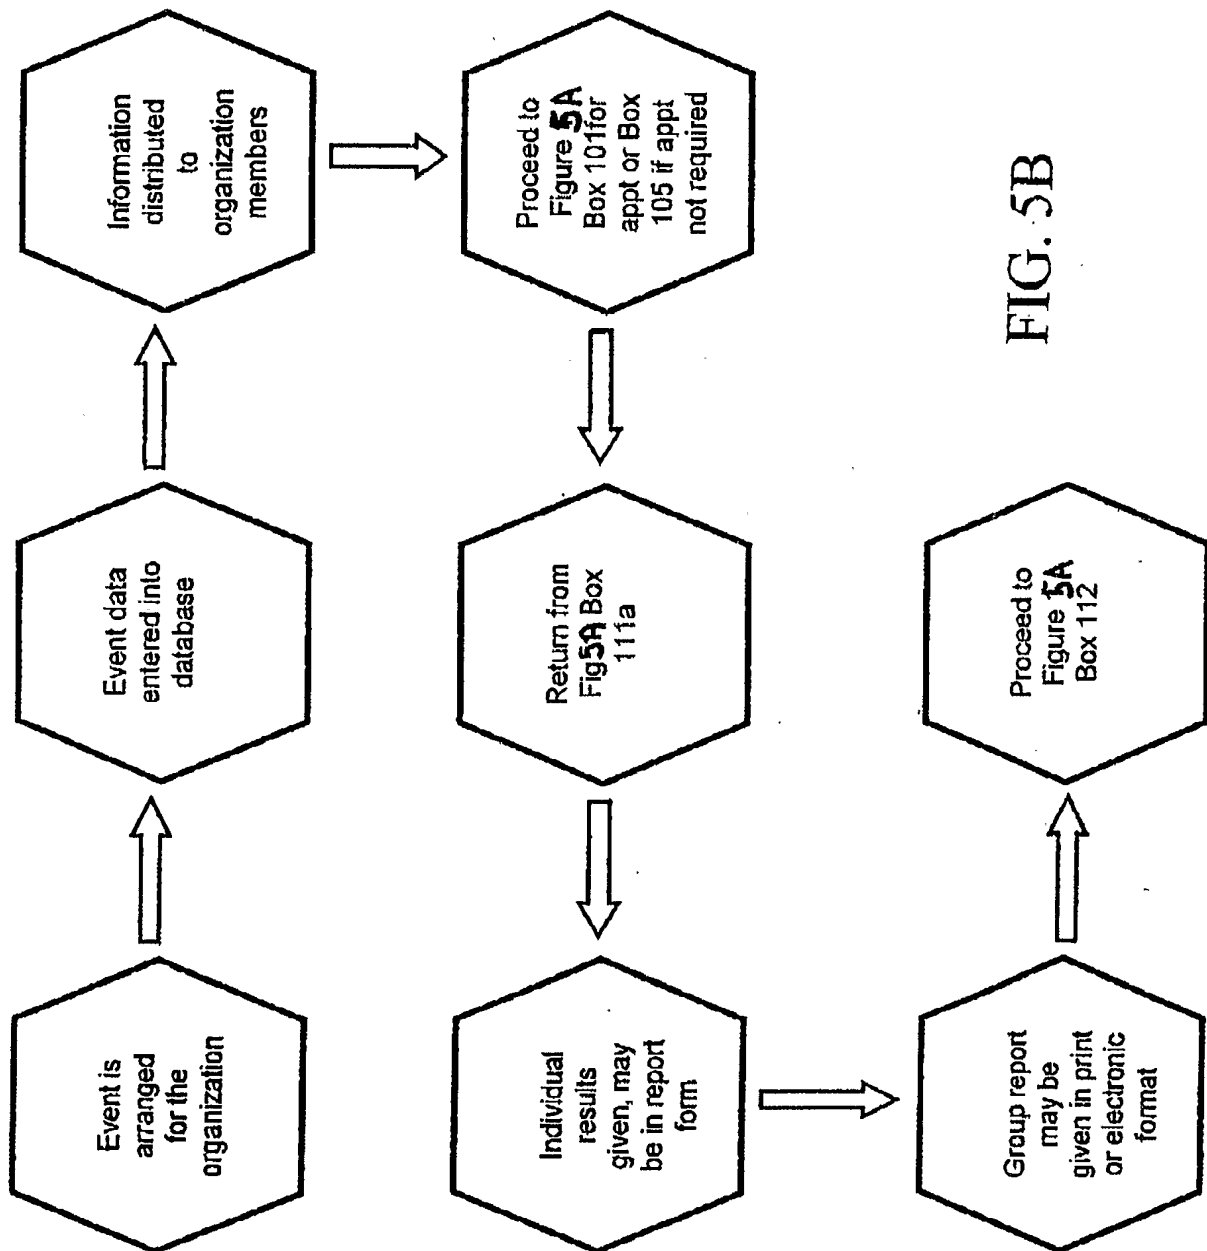 Event is
arranged
for the
organization
Event data
entered into
database
Information
distributed
to
organization
members
Proceed to
Figure 5A
Box 101for
appt or Box
105 if appt
not required
Return from
Fig5A Box
111a
Individual
results
given, may
be in report
form
Group report
may be
given in print
or electronic
format
Proceed to
Figure 5A
Box 112
FIG. 5B